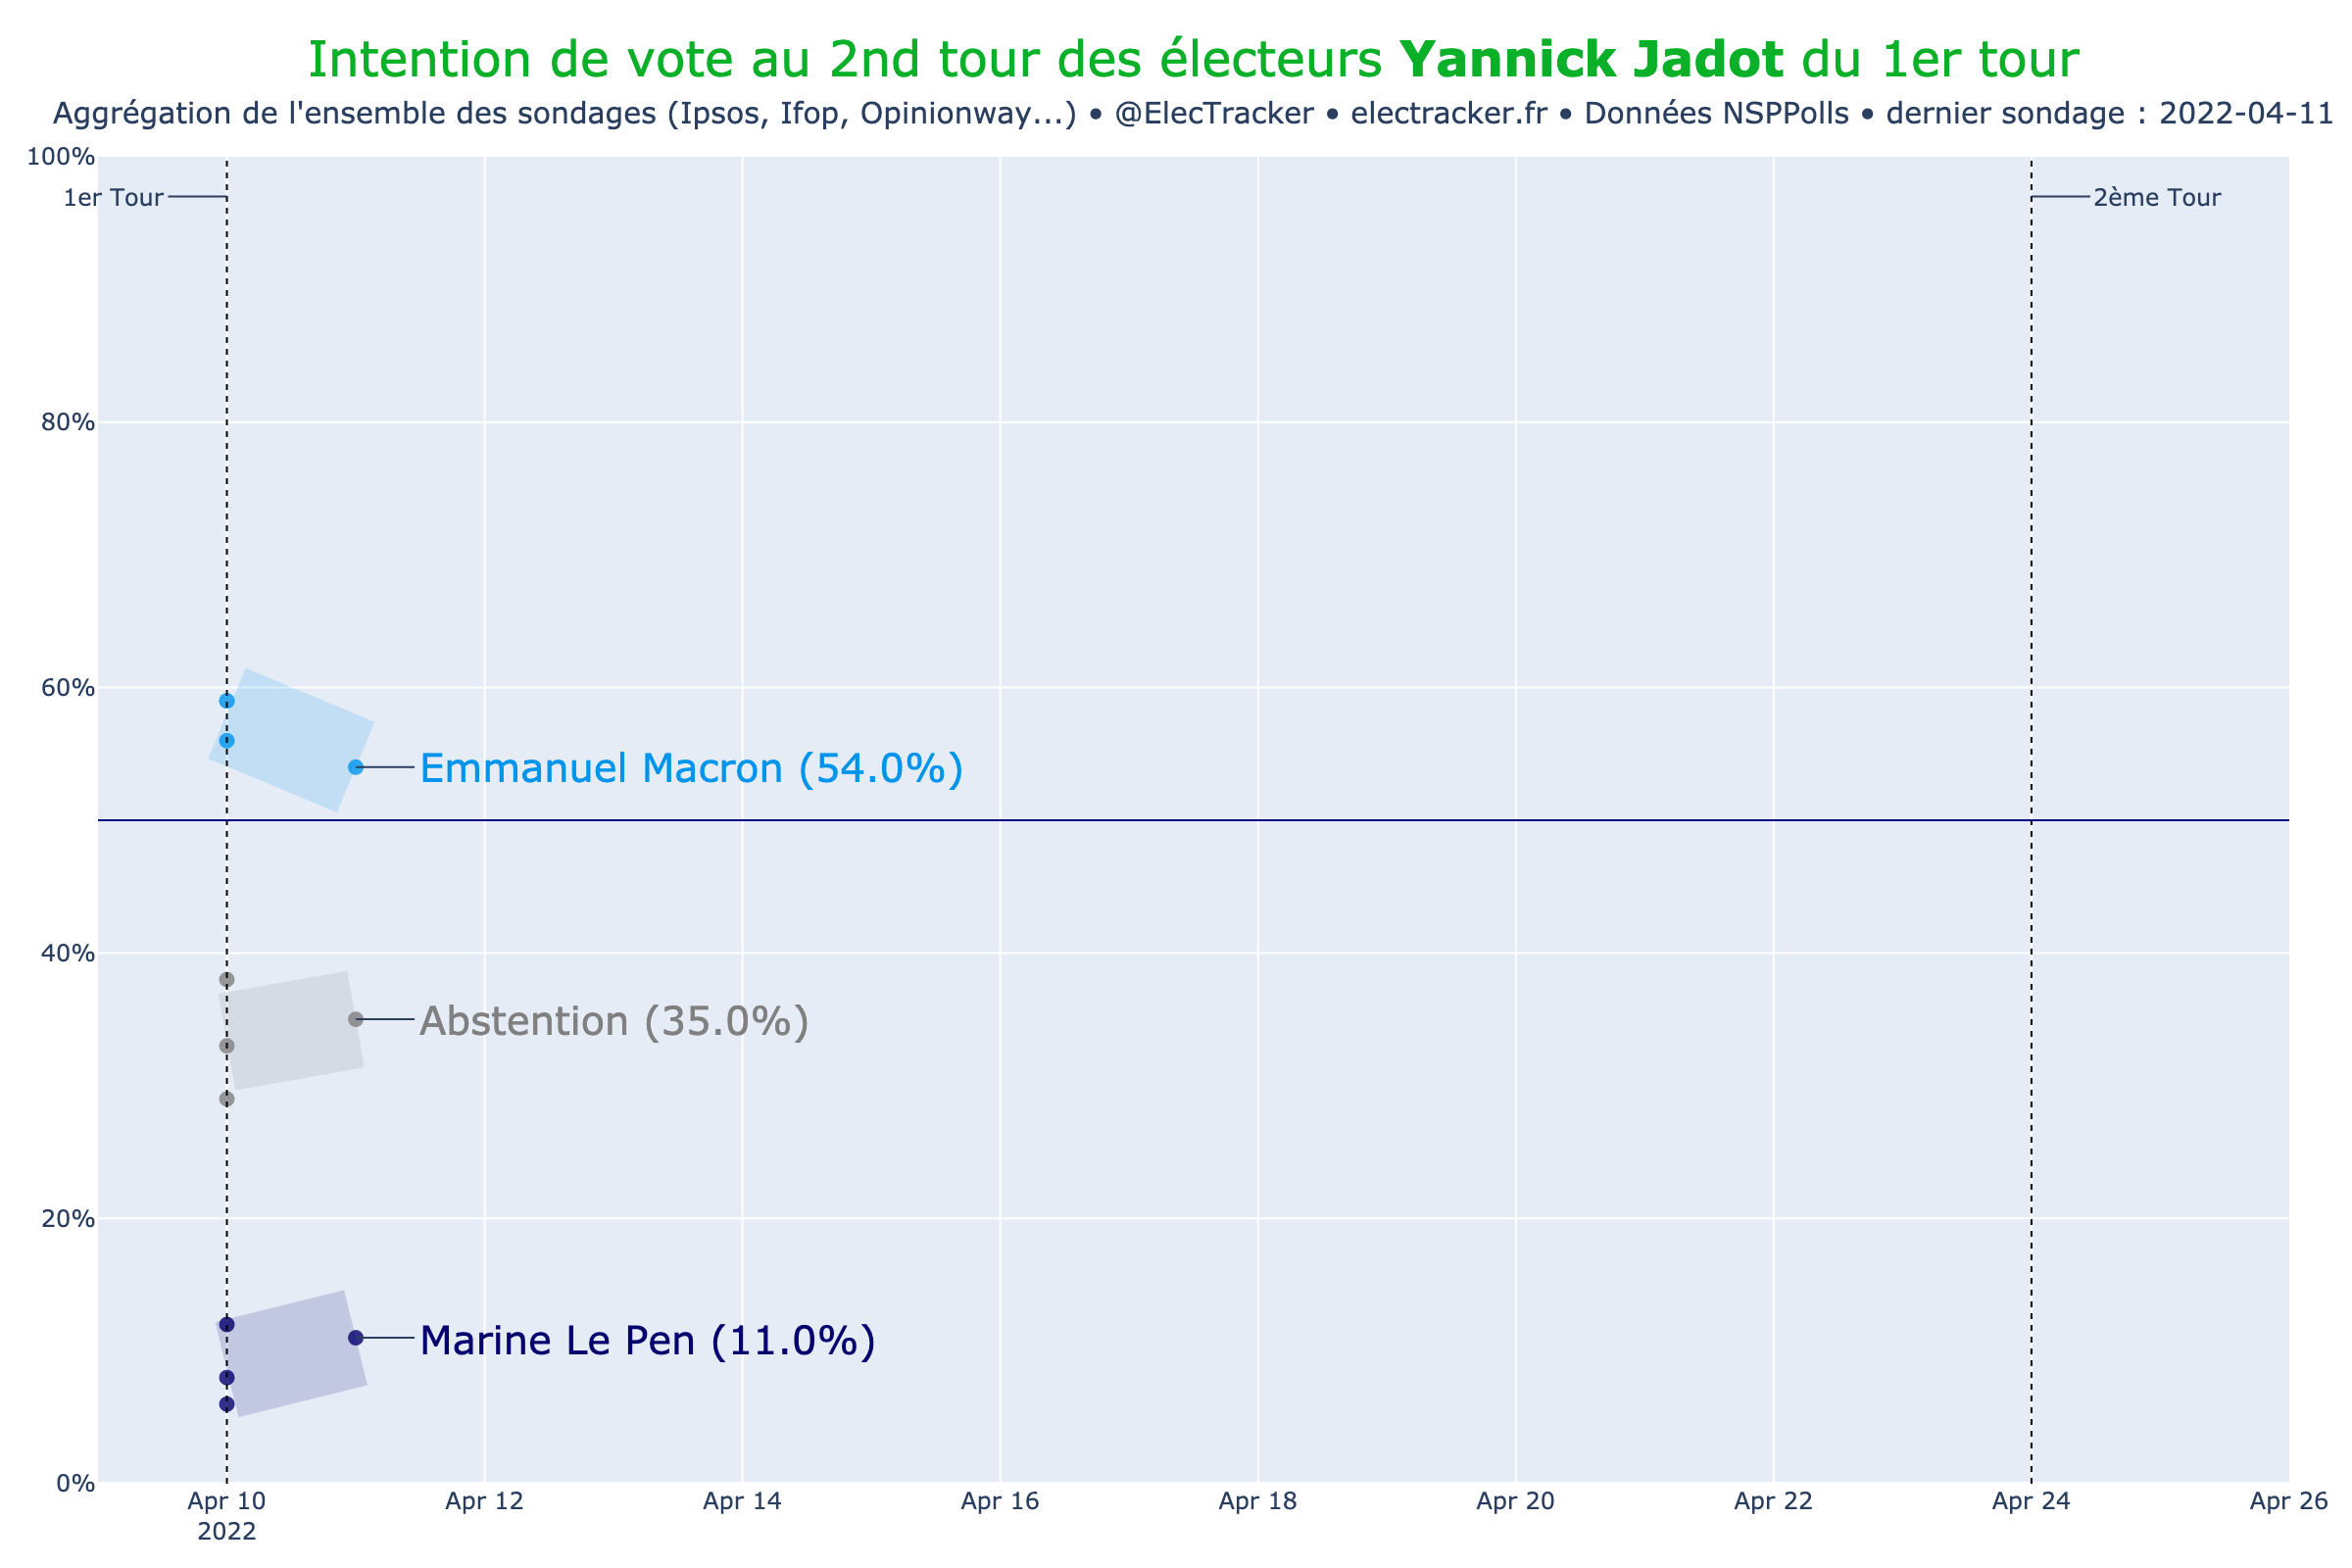 Intention de vote au 2nd tour des électeurs Yannick Jadot du 1er tour
Aggrégation de l'ensemble des sondages (Ipsos, Ifop, Opinionway...) • @ElecTracker • electracker.fr • Données NSPPolls • dernier sondage : 2022-04-11
100%
1er Tour
2ème Tour
80%
60%
Emmanuel Macron (54.0%)
40%
Abstention (35.0%)
20%
Marine Le Pen (11.0%)
0%
Apr 10 Apr 12 Apr 14 Apr 16 Apr 18 Apr 20 Apr 22 Apr 24 Apr 26
2022